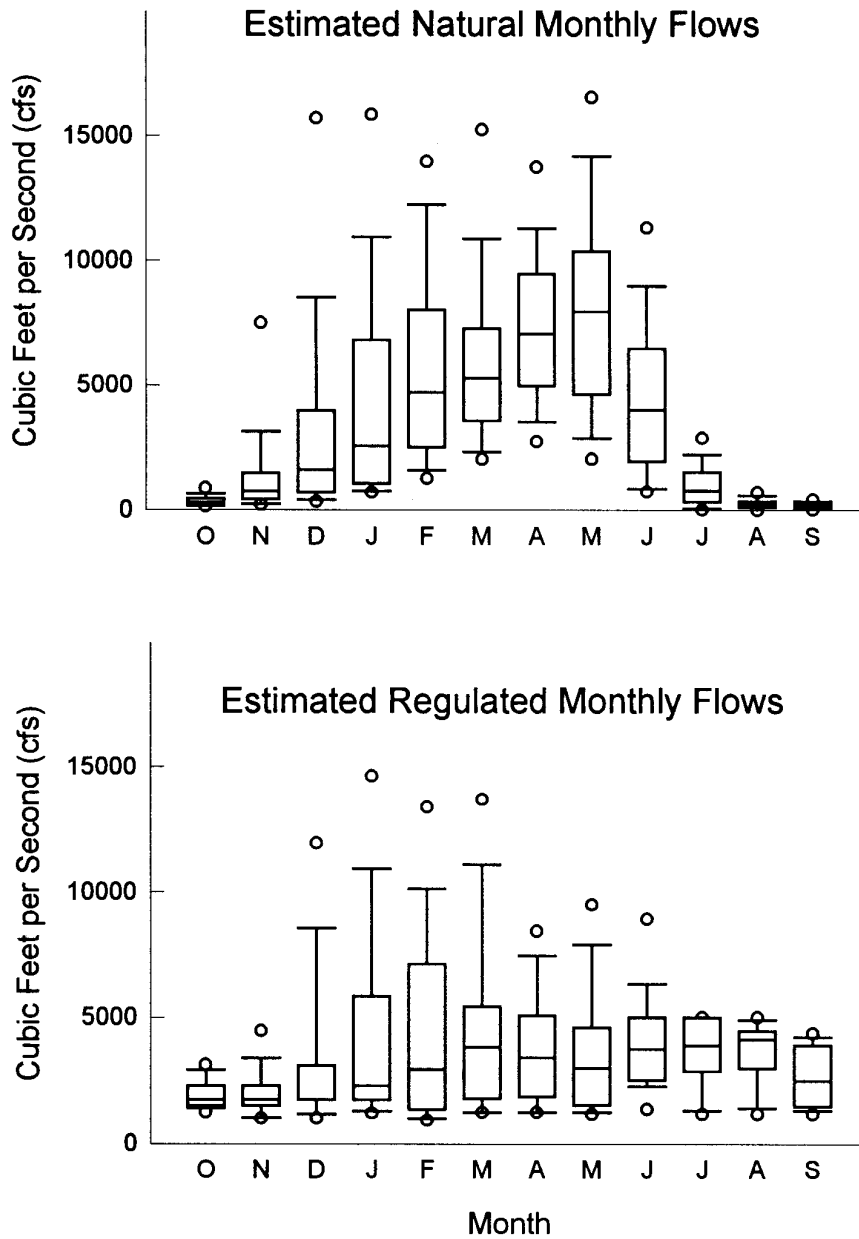 Estimated Natural Monthly Flows
Cubic Feet per Second (cfs)
15000
10000
5000
0
O N D J F M A M J J A S
Estimated Regulated Monthly Flows
Cubic Feet per Second (cfs)
15000
10000
5000
0
O N D J F M A M J J A S
Month